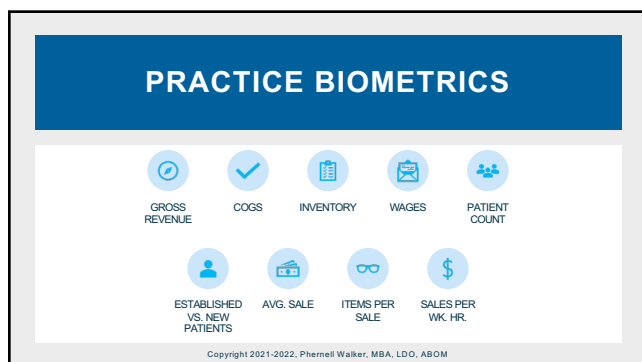 PRACTICE BIOMETRICS
GROSS
REVENUE
COGS
INVENTORY
WAGES
PATIENT
COUNT
ESTABLISHED
VS. NEW
PATIENTS
AVG. SALE
ITEMS PER
SALE
SALES PER
WK. HR.
Copyright 2021-2022, Phernell Walker, MBA, LDO, ABOM